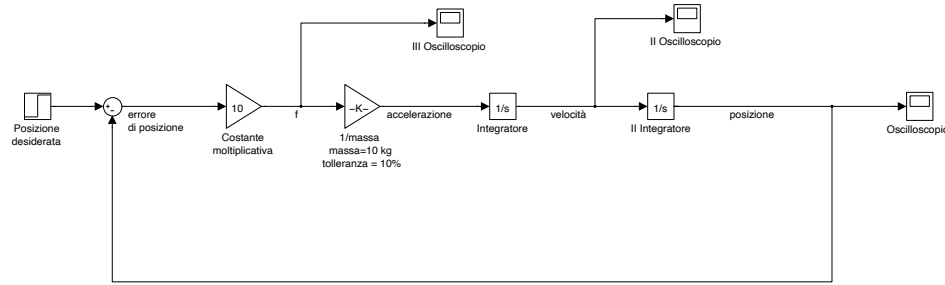 III Oscilloscopio
II Oscilloscopio
Posizione
desiderata
+
-
errore
di posizione
10
Costante
moltiplicativa
f
-K-
1/massa
massa=10 kg
tolleranza = 10%
accelerazione
1/s
Integratore
velocità
1/s
II Integratore
posizione
Oscilloscopio